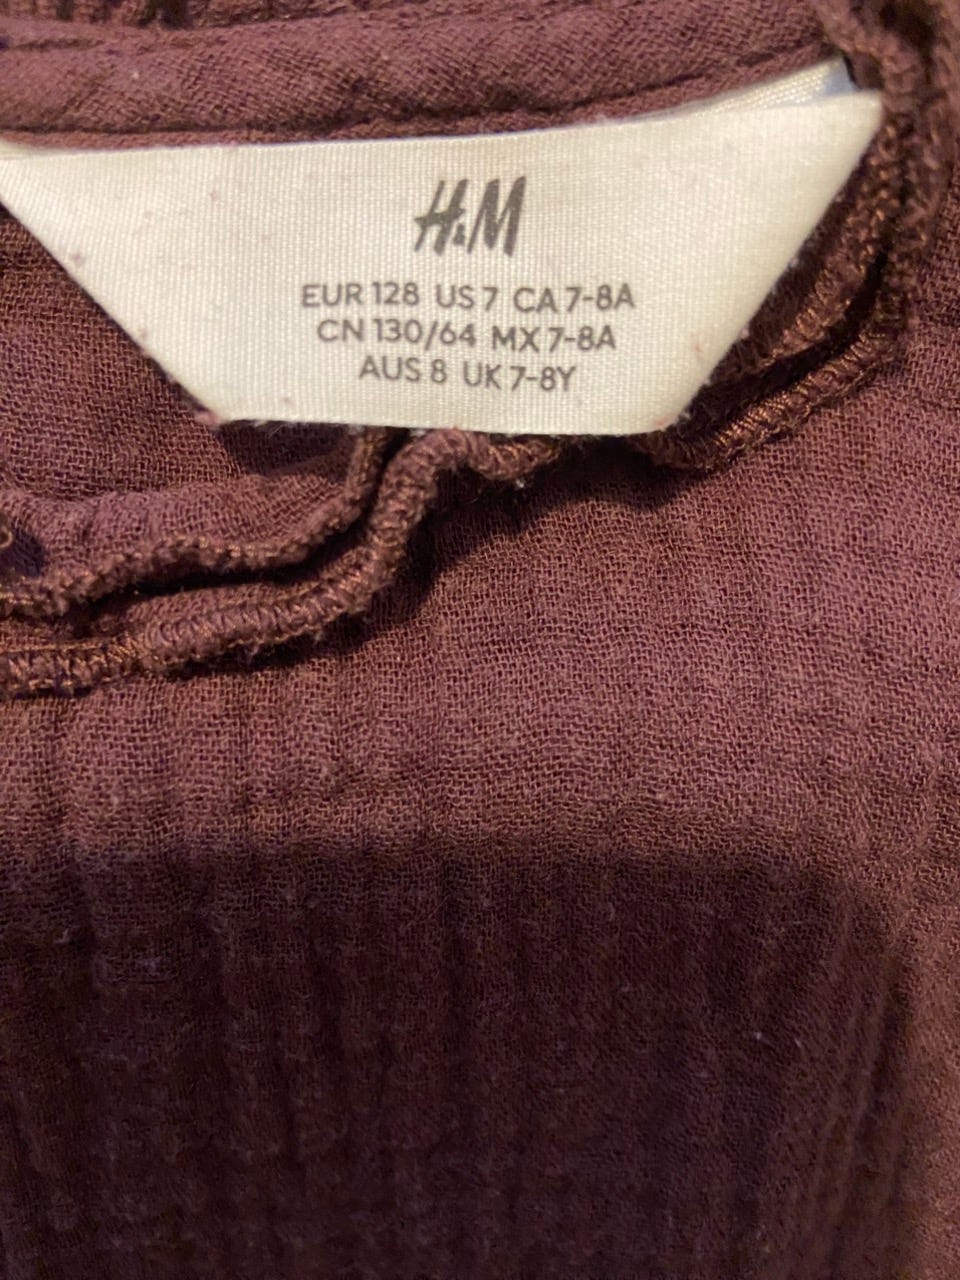 H&M
EUR 128 US 7 CA 7-8A
CN 130/64 MX 7-8A
AUS 8 UK 7-8Y